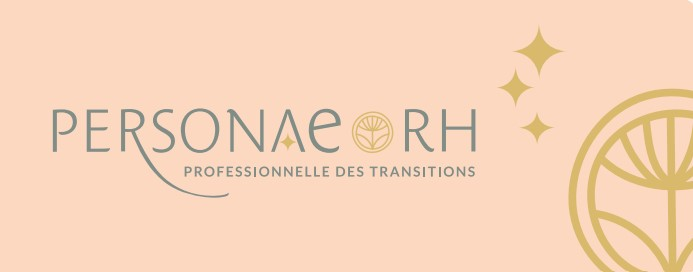 PERSONAe RH
PROFESSIONNELLE DES TRANSITIONS